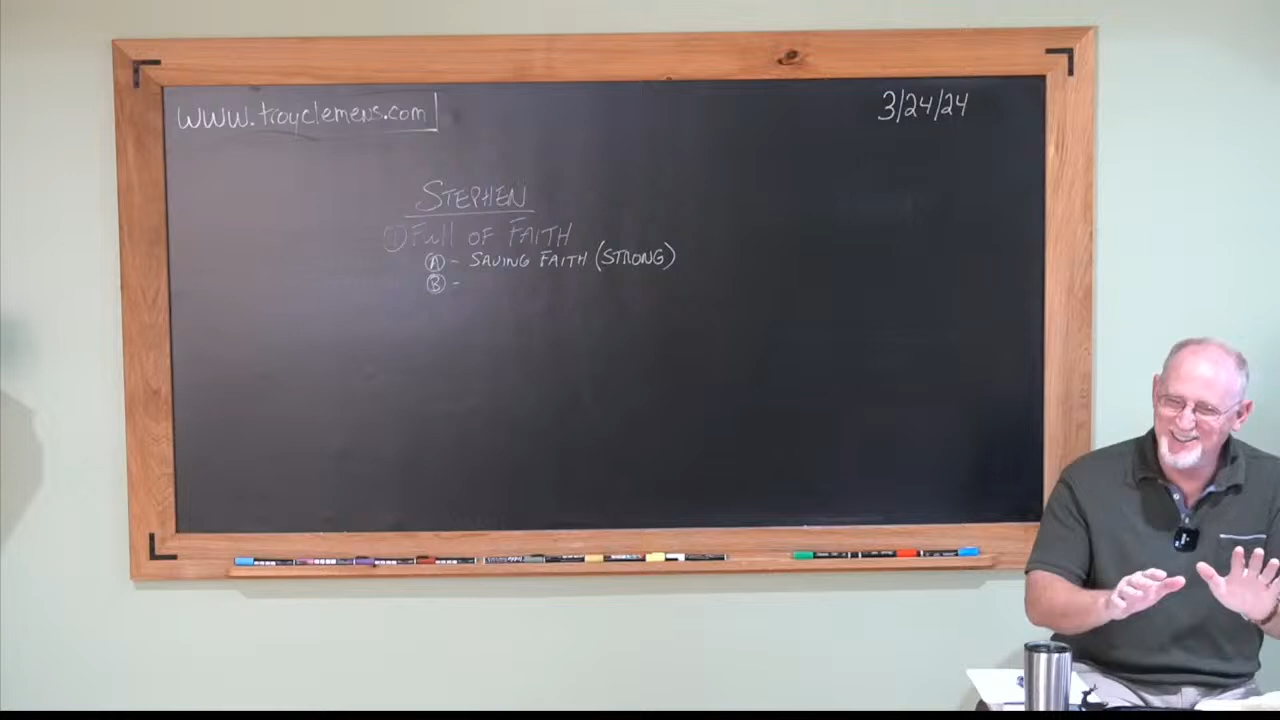 www.troyclemens.com
3/24/24
STEPHEN
① Full OF FAITH
Ⓐ - SAVING FAITH (STRONG)
Ⓑ -